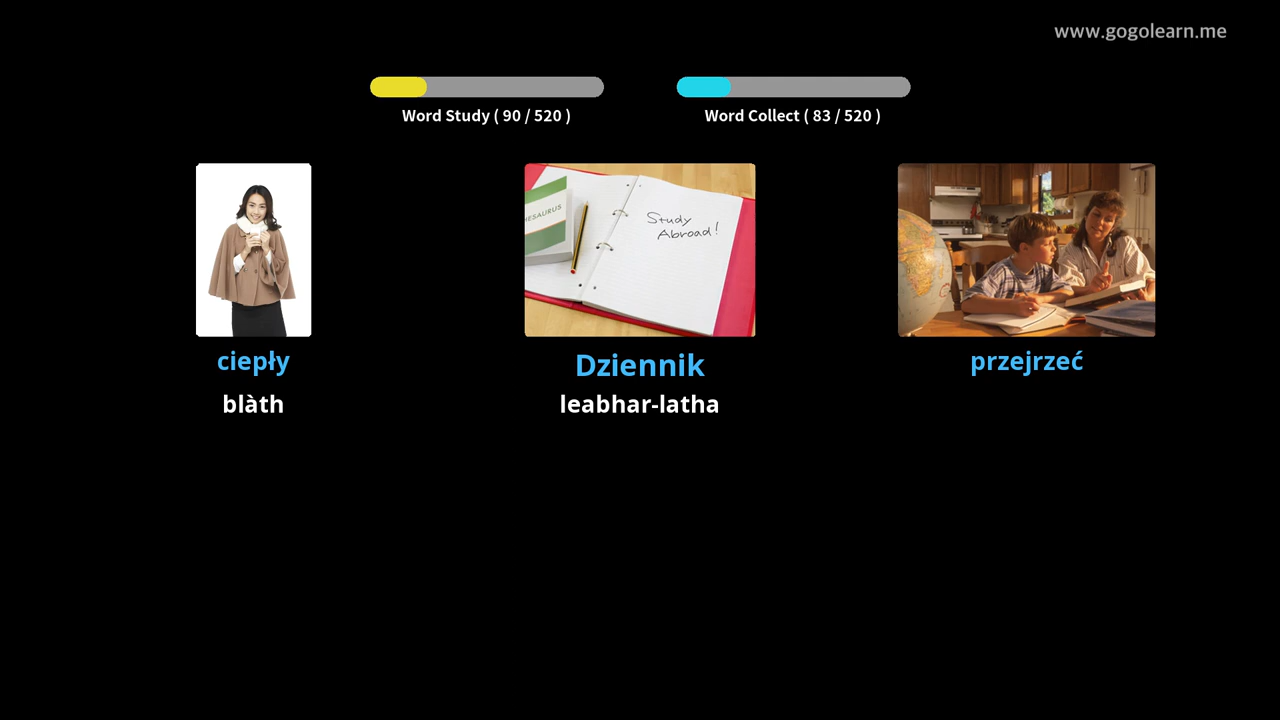 www.gogolearn.me
Word Study ( 90 / 520 )
Word Collect ( 83 / 520 )
HESAURUS
Study
Abroad!
ciepły
Dziennik
przejrzeć
blàth
leabhar-latha